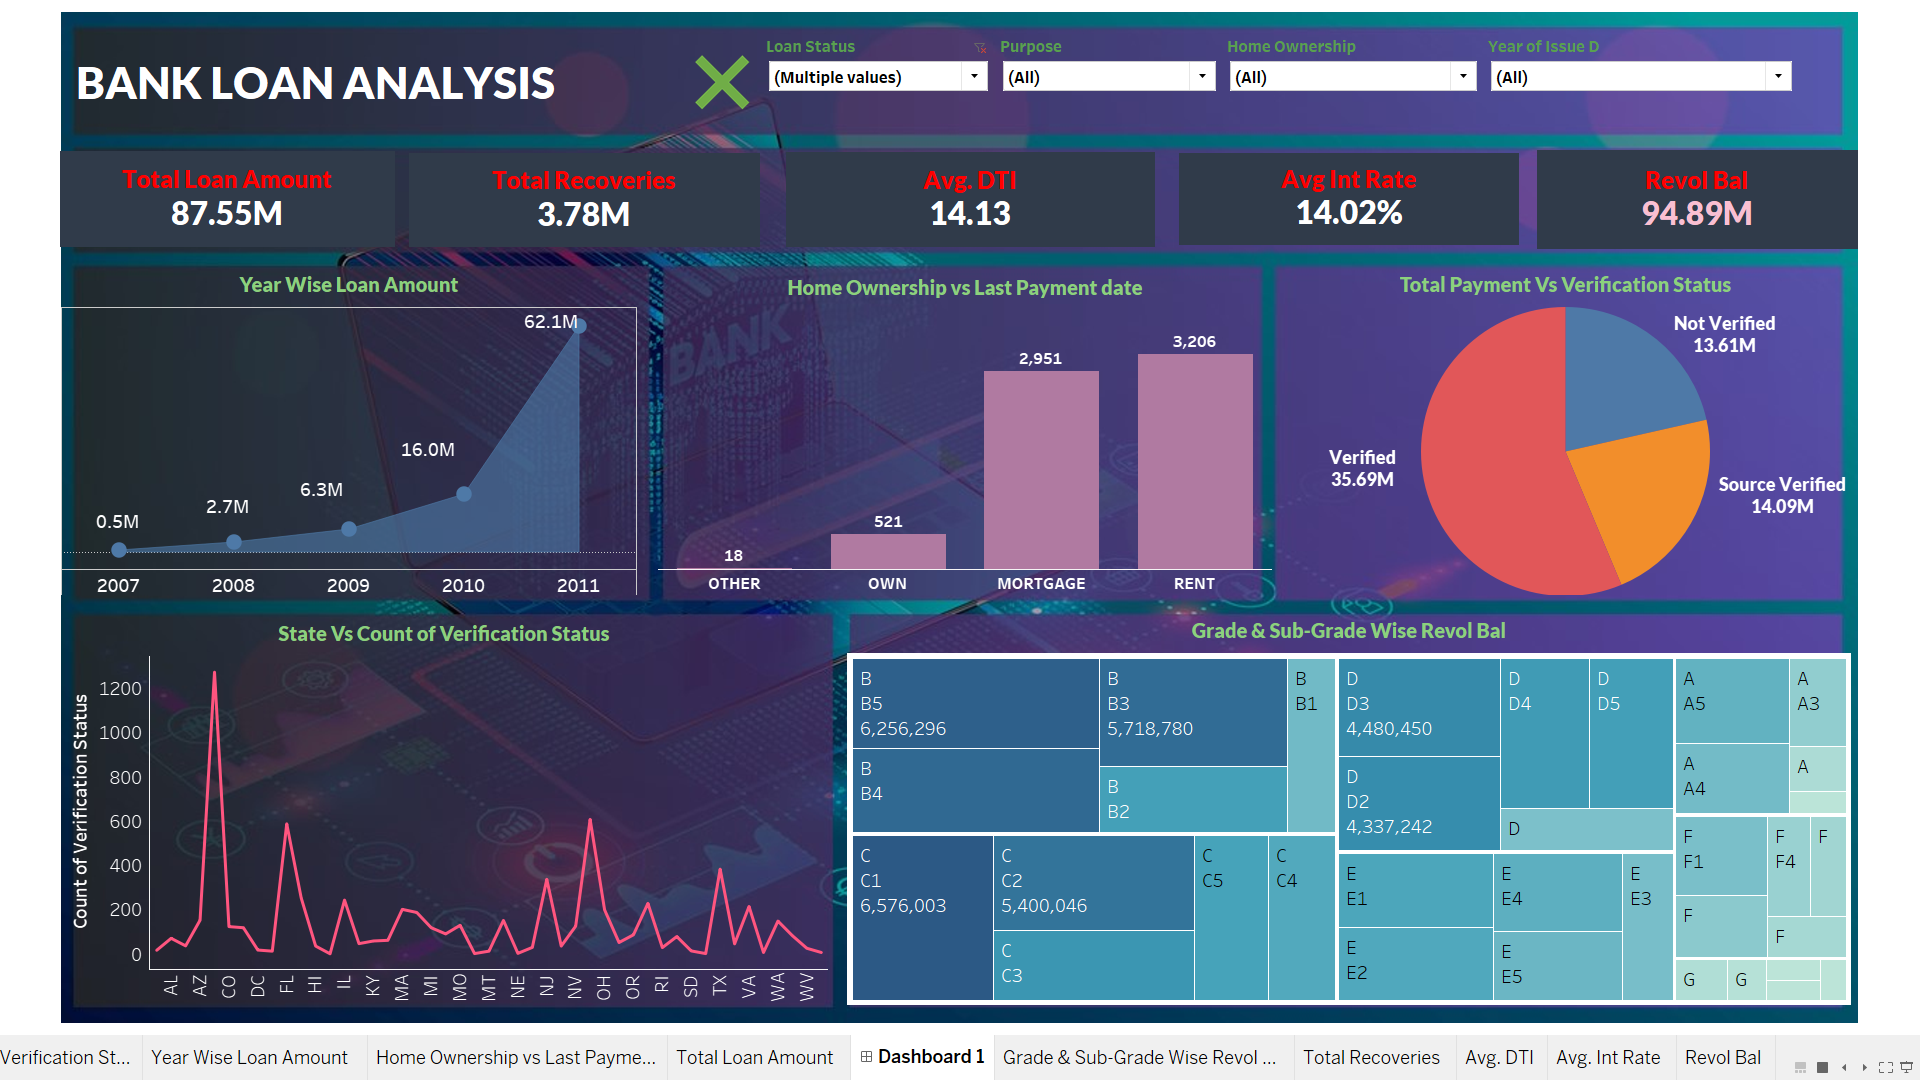 BANK LOAN ANALYSIS
Loan Status
(Multiple values)
Purpose
(All)
Home Ownership
(All)
Year of Issue D
(All)
Total Loan Amount
87.55M
Total Recoveries
3.78M
Avg. DTI
14.13
Avg Int Rate
14.02%
Revol Bal
94.89M
Year Wise Loan Amount
0.5M
2.7M
6.3M
16.0M
62.1M
2007 2008 2009 2010 2011
Home Ownership vs Last Payment date
BANK
18
521
2,951
3,206
OTHER OWN MORTGAGE RENT
Total Payment Vs Verification Status
Not Verified
13.61M
Verified
35.69M
Source Verified
14.09M
State Vs Count of Verification Status
Count of Verification Status
1200
1000
800
600
400
200
0
AL AZ CO DC FL HI IL KY MA MI MO MT NE NJ NV OH OR RI SD TX VA WA WV
Grade & Sub-Grade Wise Revol Bal
B
B5
6,256,296
B
B4
B
B3
5,718,780
B
B2
B
B1
C
C1
6,576,003
C
C2
5,400,046
C
C3
C
C5
C
C4
D
D3
4,480,450
D
D2
4,337,242
D
D4
D
D5
D
E
E1
E
E2
E
E4
E
E5
E
E3
A
A5
A
A4
A
A3
A
F
F1
F
F
F4
F
F
G
G
Verification St...
Year Wise Loan Amount
Home Ownership vs Last Payme...
Total Loan Amount
Dashboard 1
Grade & Sub-Grade Wise Revol ...
Total Recoveries
Avg. DTI
Avg. Int Rate
Revol Bal